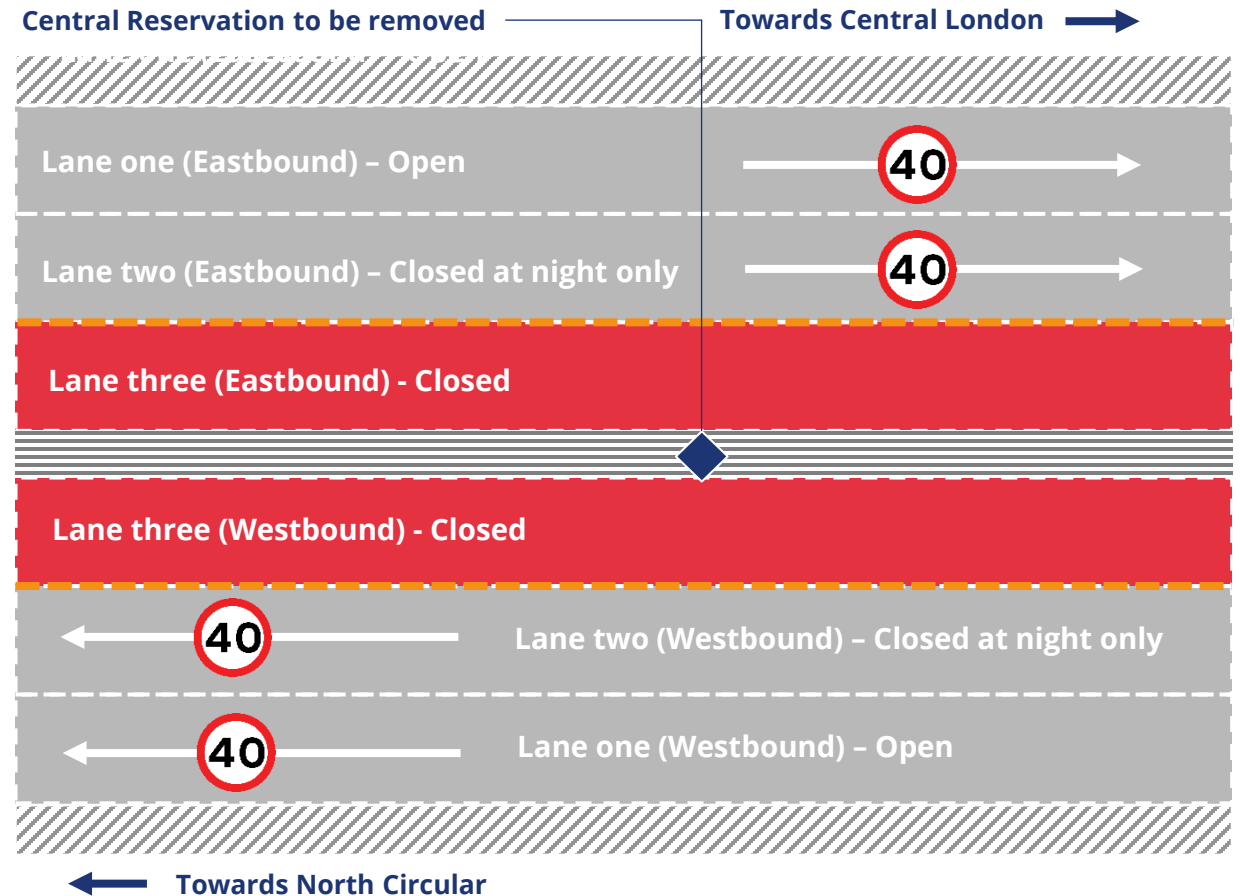 Central Reservation to be removed
Towards Central London
Lane one (Eastbound) – Open
40
Lane two (Eastbound) – Closed at night only
40
Lane three (Eastbound) - Closed
Lane three (Westbound) - Closed
40
Lane two (Westbound) – Closed at night only
40
Lane one (Westbound) – Open
Towards North Circular